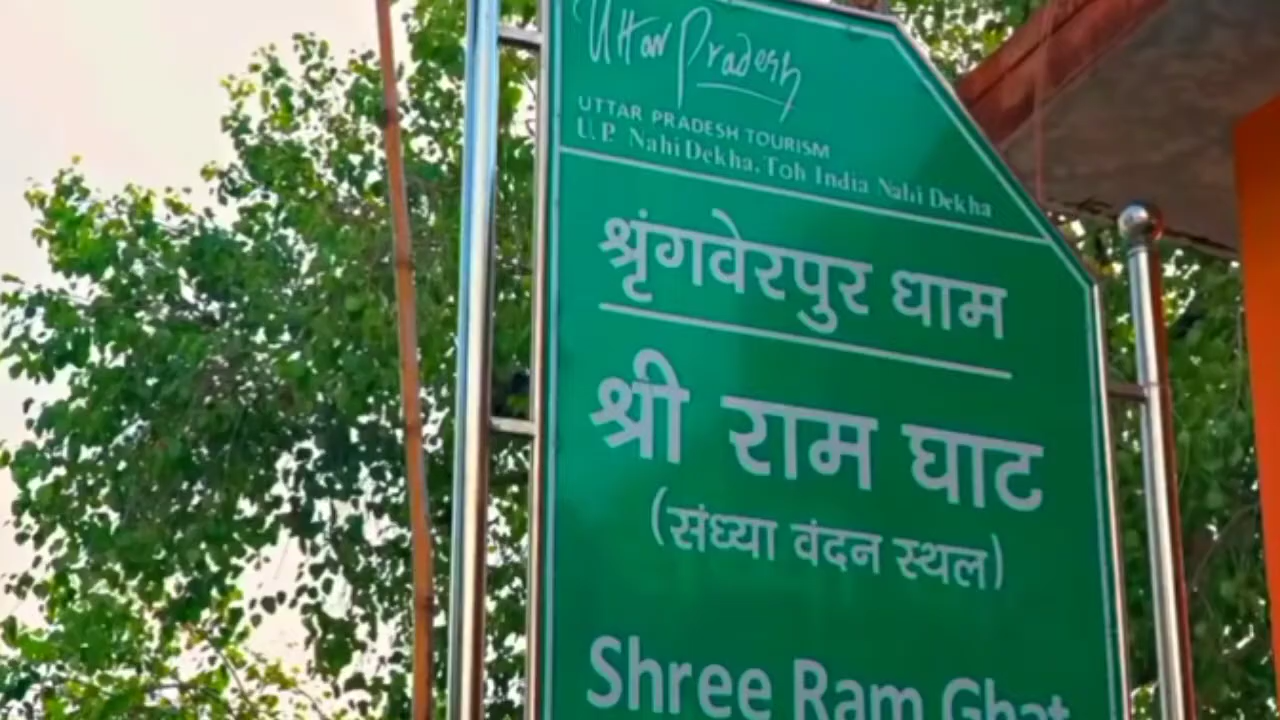 Uttar Pradesh
UTTAR PRADESH TOURISM
U.P. Nahi Dekha, Toh India Nahi Dekha
श्रृंगवेरपुर धाम
श्री राम घाट
(संध्या वंदन स्थल)
Shree Ram Ghat